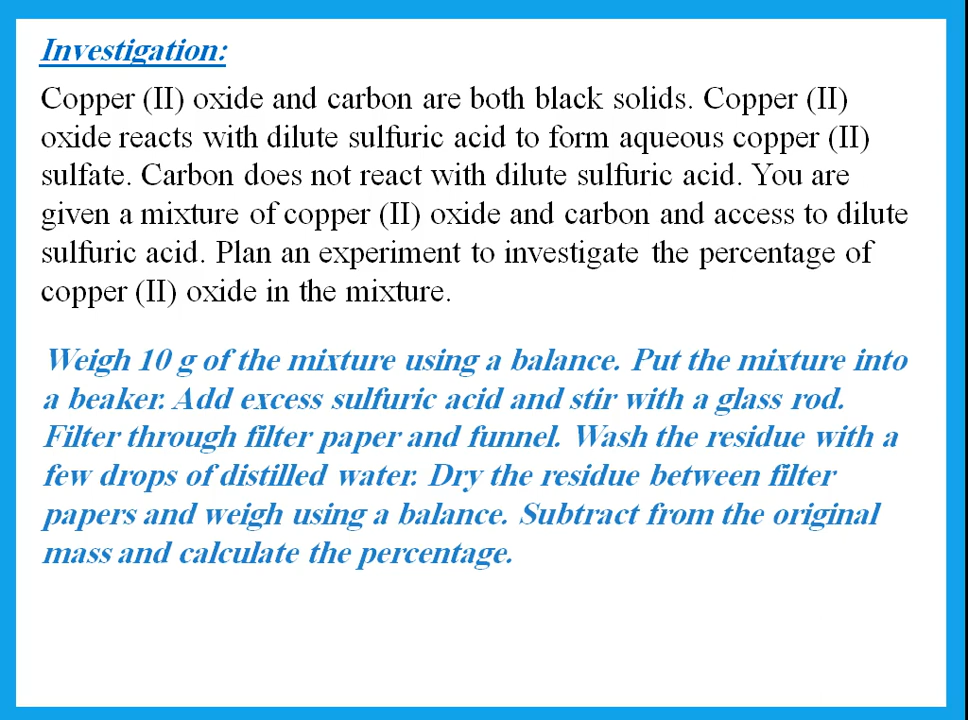 Investigation:
Copper (II) oxide and carbon are both black solids. Copper (II)
oxide reacts with dilute sulfuric acid to form aqueous copper (II)
sulfate. Carbon does not react with dilute sulfuric acid. You are
given a mixture of copper (II) oxide and carbon and access to dilute
sulfuric acid. Plan an experiment to investigate the percentage of
copper (II) oxide in the mixture.
Weigh 10 g of the mixture using a balance. Put the mixture into
a beaker. Add excess sulfuric acid and stir with a glass rod.
Filter through filter paper and funnel. Wash the residue with a
few drops of distilled water. Dry the residue between filter
papers and weigh using a balance. Subtract from the original
mass and calculate the percentage.